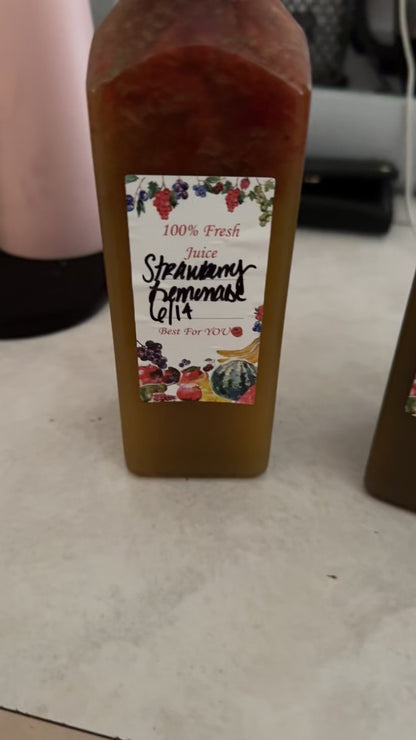 100% Fresh
Juice
Strawberry
Lemonade
6/14
Best For YOU